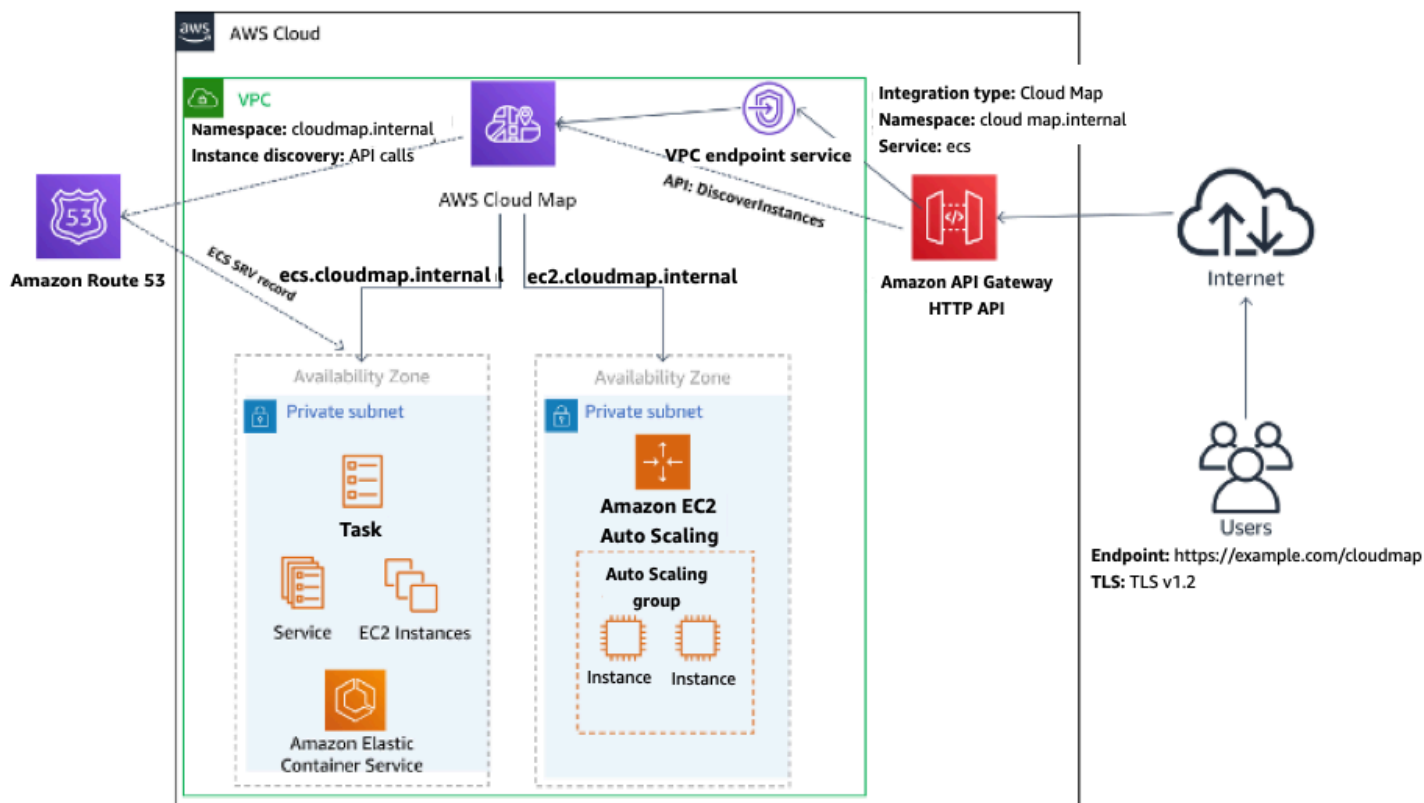 aws
AWS Cloud
VPC
Namespace: cloudmap.internal
Instance discovery: API calls
AWS Cloud Map
VPC endpoint service
API: DiscoverInstances
Integration type: Cloud Map
Namespace: cloud map.internal
Service: ecs
53
Amazon Route 53
ECS SRV record
ecs.cloudmap.internal
ec2.cloudmap.internal
Amazon API Gateway
HTTP API
Internet
Availability Zone
Private subnet
Task
Service
EC2 Instances
Amazon Elastic
Container Service
Availability Zone
Private subnet
Amazon EC2
Auto Scaling
Auto Scaling
group
Instance
Instance
Users
Endpoint: https://example.com/cloudmap
TLS: TLS v1.2